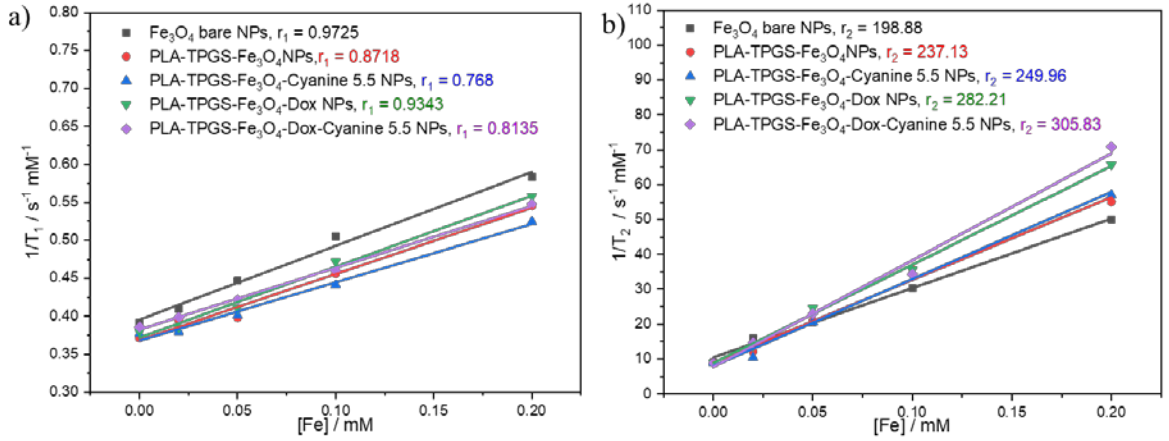 a)
Fe₃O₄ bare NPs, r₁ = 0.9725
PLA-TPGS-Fe₃O₄NPs,r₁ = 0.8718
PLA-TPGS-Fe₃O₄-Cyanine 5.5 NPs, r₁ = 0.768
PLA-TPGS-Fe₃O₄-Dox NPs, r₁ = 0.9343
PLA-TPGS-Fe₃O₄-Dox-Cyanine 5.5 NPs, r₁ = 0.8135
1/T₁ / s⁻¹ mM⁻¹
0.80
0.75
0.70
0.65
0.60
0.55
0.50
0.45
0.40
0.35
0.30
0.00 0.05 0.10 0.15 0.20
[Fe] / mM
b)
Fe₃O₄ bare NPs, r₂ = 198.88
PLA-TPGS-Fe₃O₄NPs, r₂ = 237.13
PLA-TPGS-Fe₃O₄-Cyanine 5.5 NPs, r₂ = 249.96
PLA-TPGS-Fe₃O₄-Dox NPs, r₂ = 282.21
PLA-TPGS-Fe₃O₄-Dox-Cyanine 5.5 NPs, r₂ = 305.83
1/T₂ / s⁻¹ mM⁻¹
110
100
90
80
70
60
50
40
30
20
10
0
0.00 0.05 0.10 0.15 0.20
[Fe] / mM